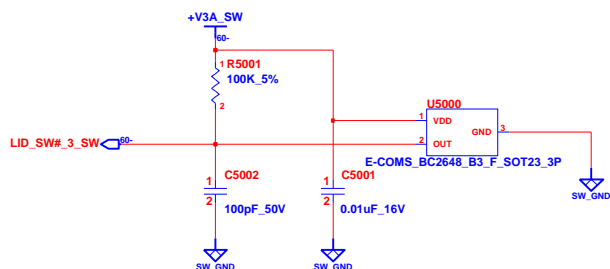 +V3A_SW
60-
1 R5001
100K_5%
2
U5000
1 VDD
GND 3
LID_SW#_3_SW 60-
2 OUT
E-COMS_BC2648_B3_F_SOT23_3P
C5002
1
2
100pF_50V
C5001
1
2
0.01uF_16V
SW_GND
SW_GND
SW_GND